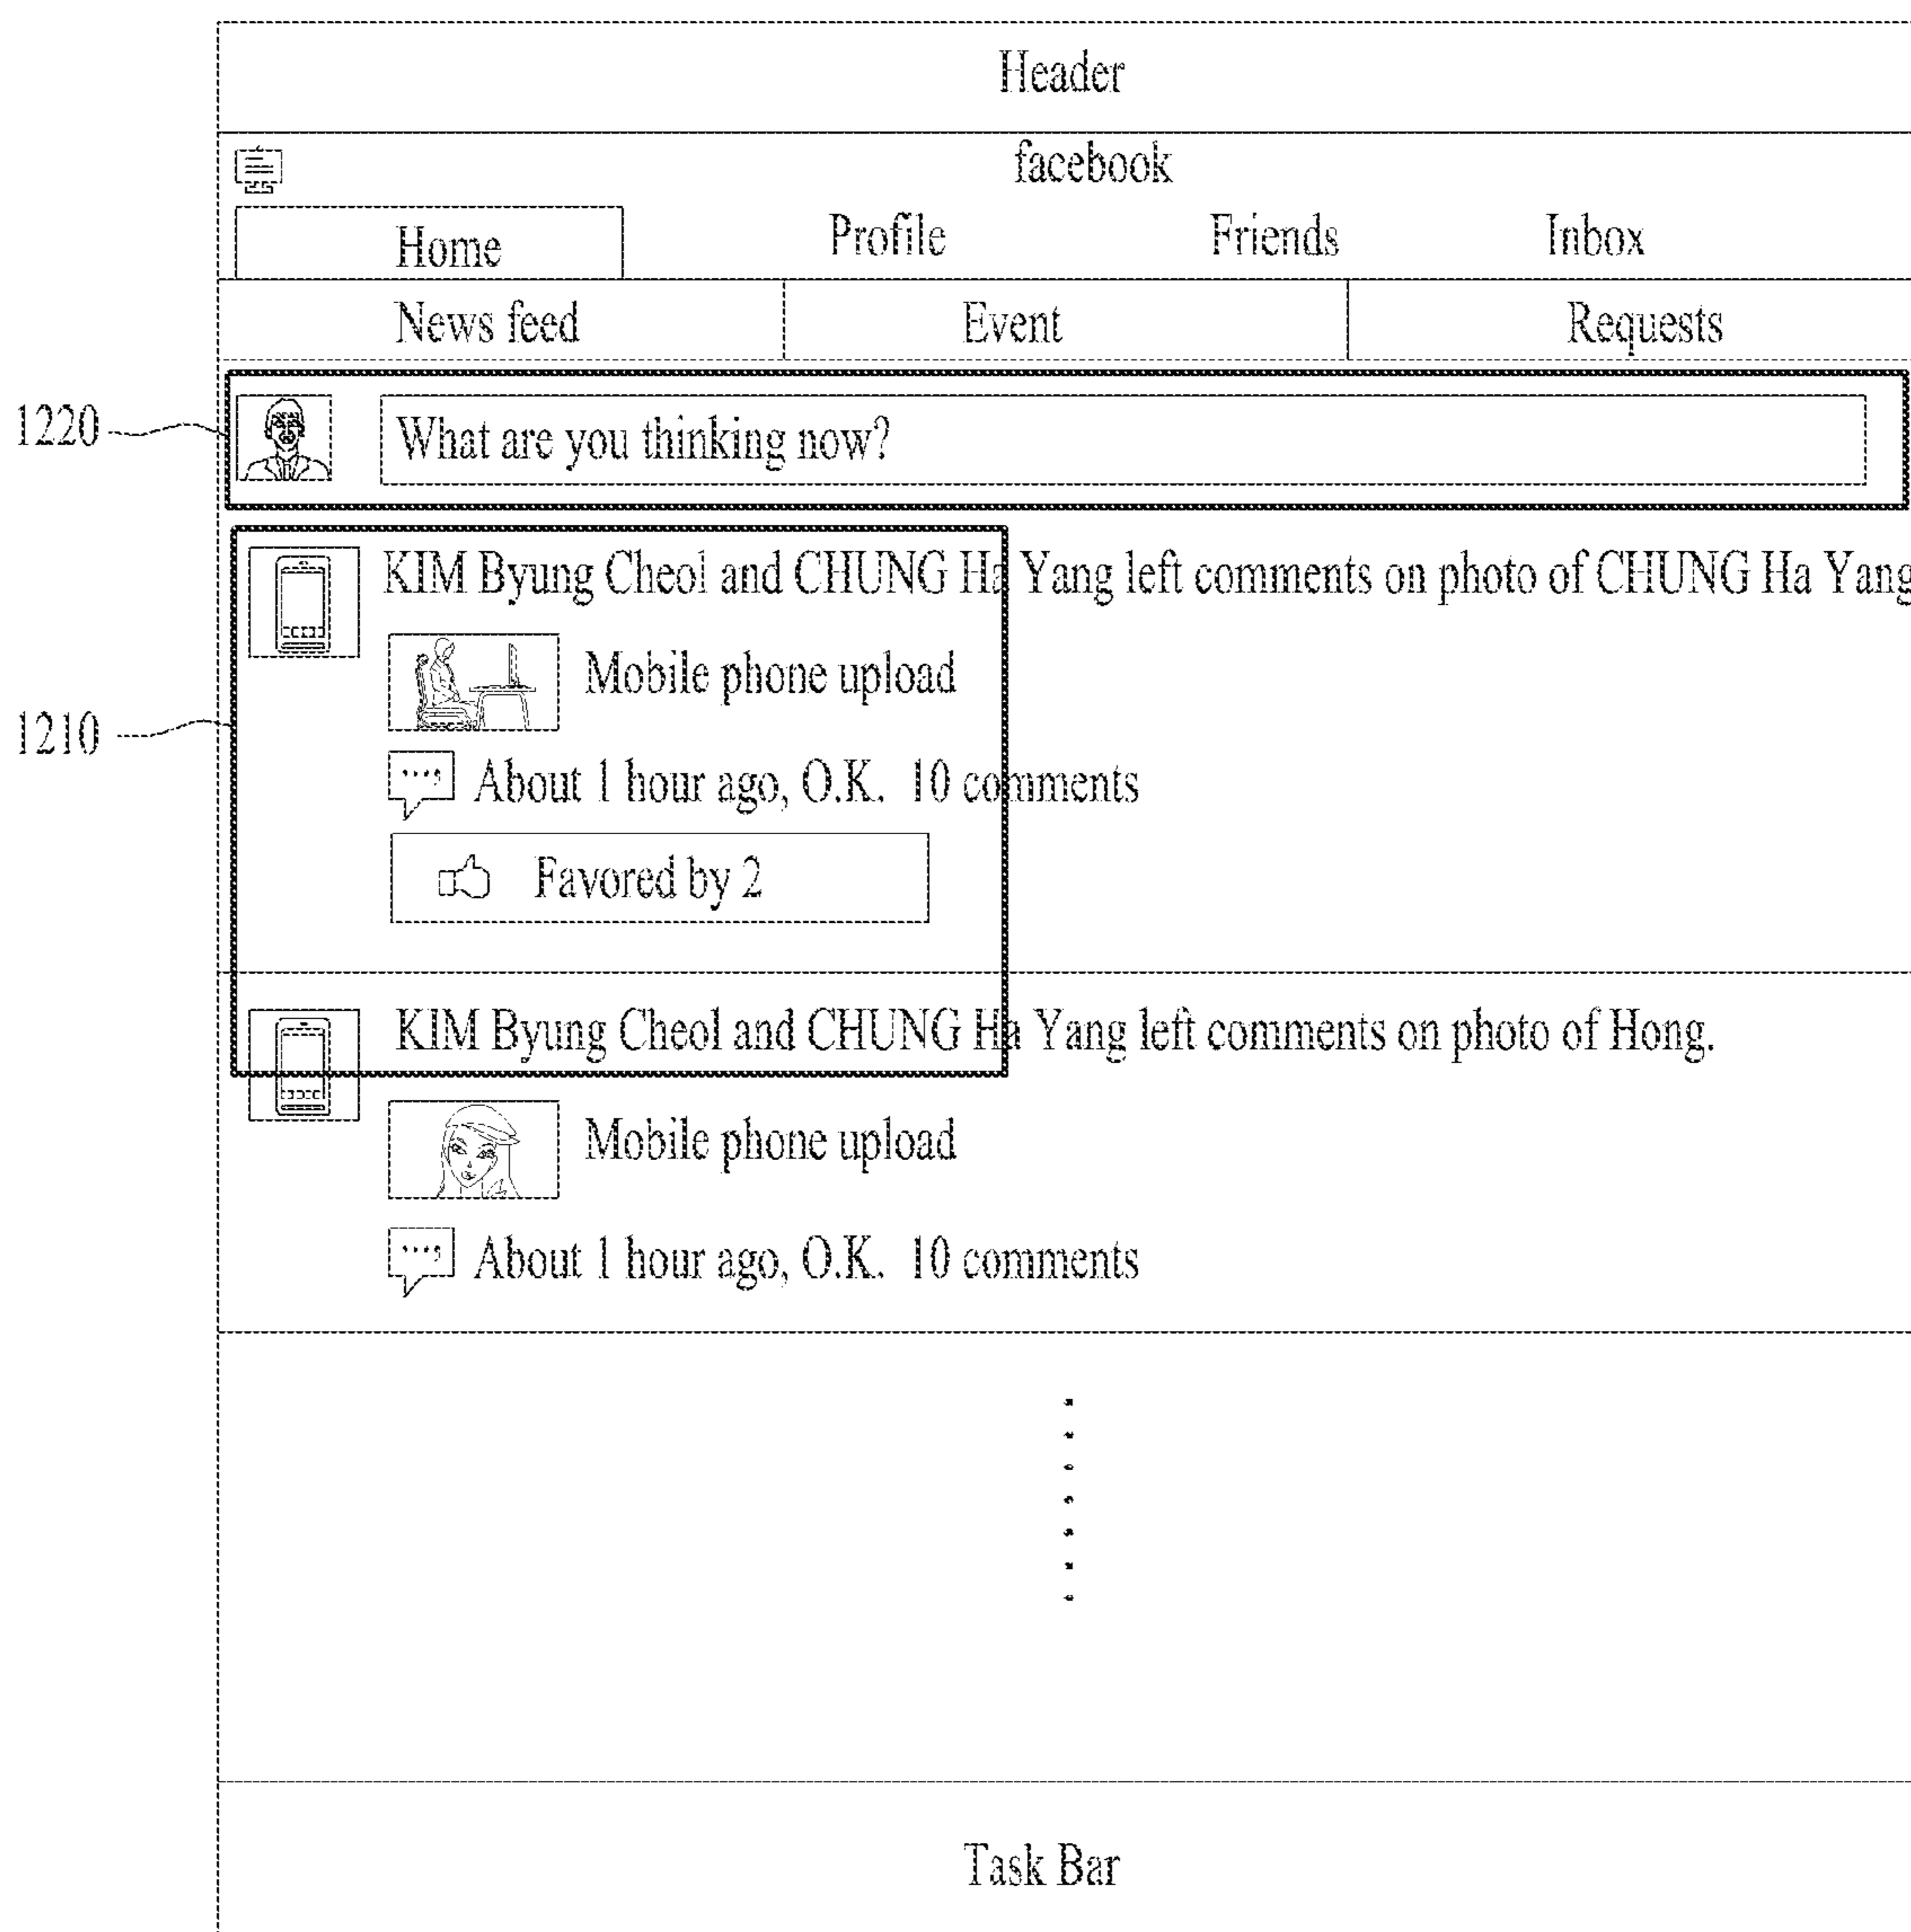 Header
facebook
Home Profile Friends Inbox
News feed Event Requests
1220 What are you thinking now?
KIM Byung Cheol and CHUNG Ha Yang left comments on photo of CHUNG Ha Yang
Mobile phone upload
1210
About 1 hour ago, O.K. 10 comments
Favored by 2
KIM Byung Cheol and CHUNG Ha Yang left comments on photo of Hong.
Mobile phone upload
About 1 hour ago, O.K. 10 comments
Task Bar